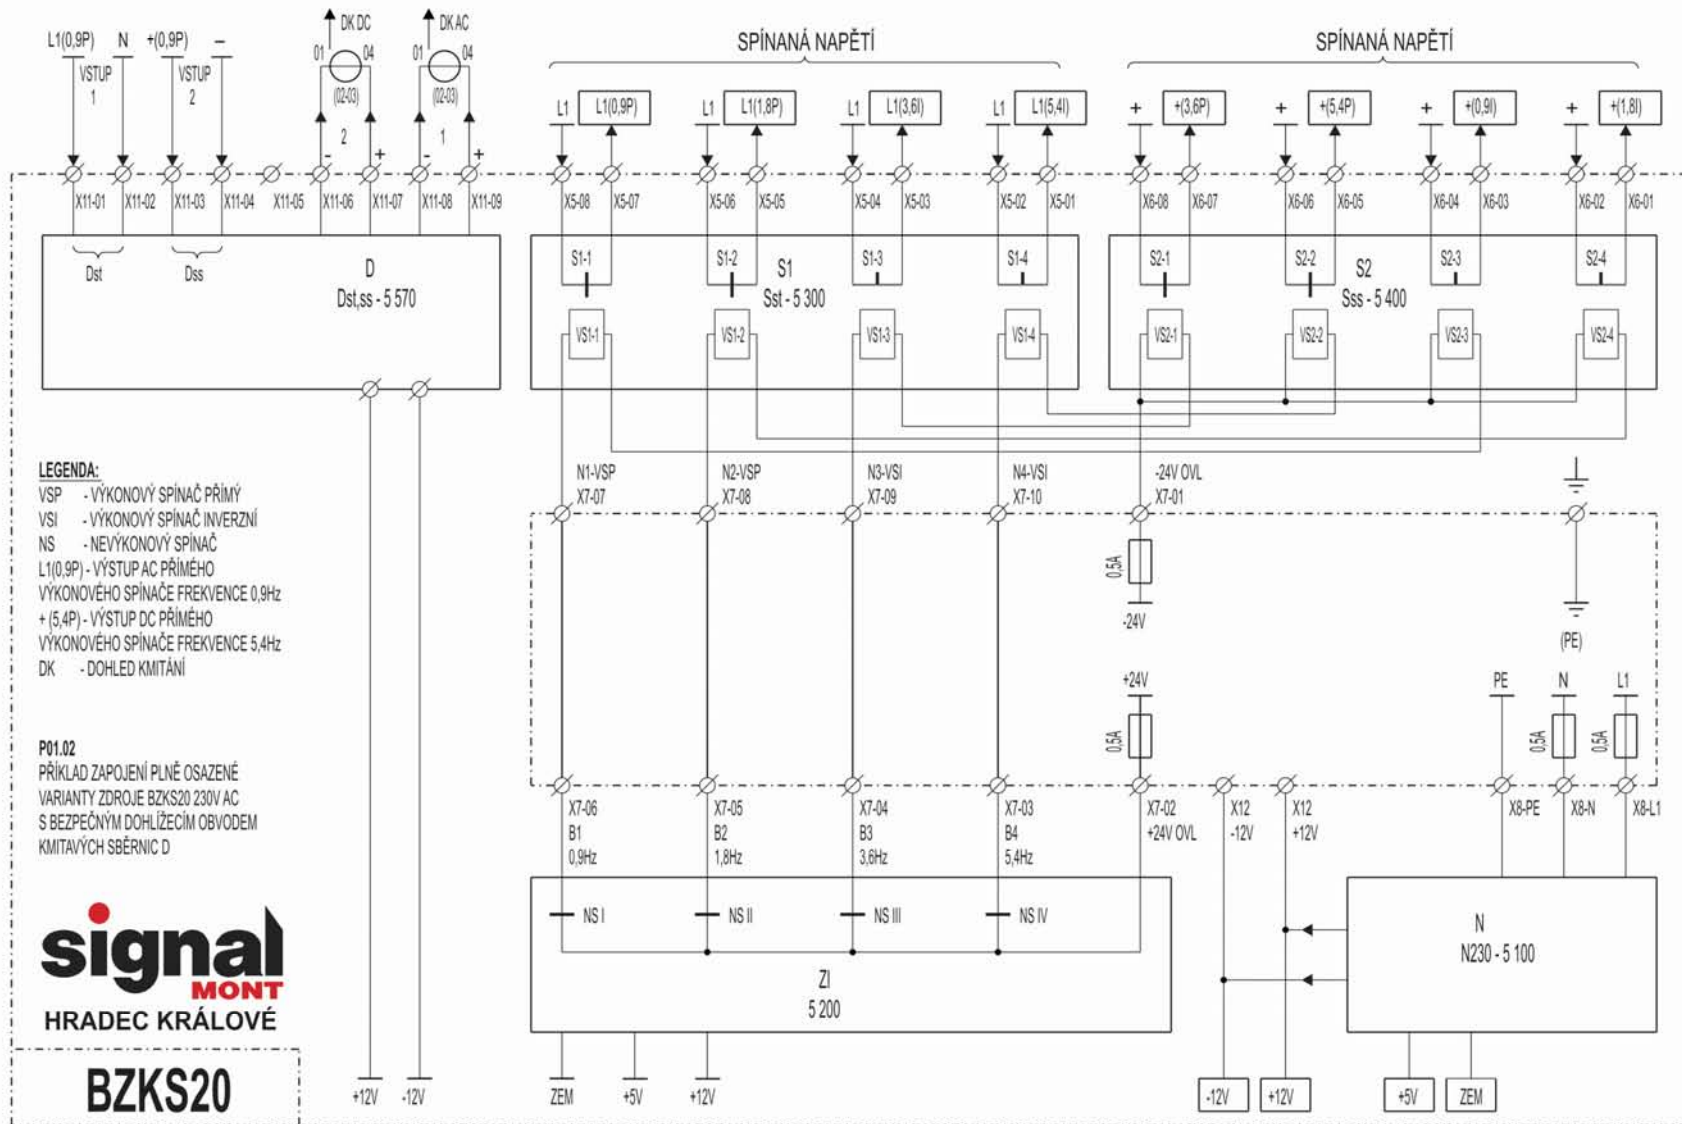 L1(0,9P) N +(0,9P) –
VSTUP 1
VSTUP 2
DK DC
01 04
(02-03)
2
- +
DK AC
01 04
(02-03)
1
- +
SPÍNANÁ NAPĚTÍ
L1 L1(0,9P) L1 L1(1,8P) L1 L1(3,6I) L1 L1(5,4I)
SPÍNANÁ NAPĚTÍ
+ +(3,6P) + +(5,4P) + +(0,9I) + +(1,8I)
X11-01 X11-02 X11-03 X11-04 X11-05 X11-06 X11-07 X11-08 X11-09
X5-08 X5-07 X5-06 X5-05 X5-04 X5-03 X5-02 X5-01
X6-08 X6-07 X6-06 X6-05 X6-04 X6-03 X6-02 X6-01
Dst Dss
D
Dst,ss - 5 570
S1-1 S1-2 S1-3 S1-4
S1
Sst - 5 300
VS1-1 VS1-2 VS1-3 VS1-4
S2-1 S2-2 S2-3 S2-4
S2
Sss - 5 400
VS2-1 VS2-2 VS2-3 VS2-4
LEGENDA:
VSP - VÝKONOVÝ SPÍNAČ PŘÍMÝ
VSI - VÝKONOVÝ SPÍNAČ INVERZNÍ
NS - NEVÝKONOVÝ SPÍNAČ
L1(0,9P) - VÝSTUP AC PŘÍMÉHO
VÝKONOVÉHO SPÍNAČE FREKVENCE 0,9Hz
+ (5,4P) - VÝSTUP DC PŘÍMÉHO
VÝKONOVÉHO SPÍNAČE FREKVENCE 5,4Hz
DK - DOHLED KMITÁNÍ
N1-VSP N2-VSP N3-VSI N4-VSI -24V OVL
X7-07 X7-08 X7-09 X7-10 X7-01
0,5A
-24V
(PE)
+24V
0,5A
PE N L1
0,5A 0,5A
P01.02
PŘÍKLAD ZAPOJENÍ PLNĚ OSAZENÉ
VARIANTY ZDROJE BZKS20 230V AC
S BEZPEČNÝM DOHLÍŽECÍM OBVODEM
KMITAVÝCH SBĚRNIC D
X7-06 X7-05 X7-04 X7-03 X7-02 X12 X12 X8-PE X8-N X8-L1
B1 B2 B3 B4 +24V OVL -12V +12V
0,9Hz 1,8Hz 3,6Hz 5,4Hz
NS I NS II NS III NS IV
ZI
5 200
N
N230 - 5 100
signal
MONT
HRADEC KRÁLOVÉ
BZKS20
+12V -12V ZEM +5V +12V -12V +12V +5V ZEM